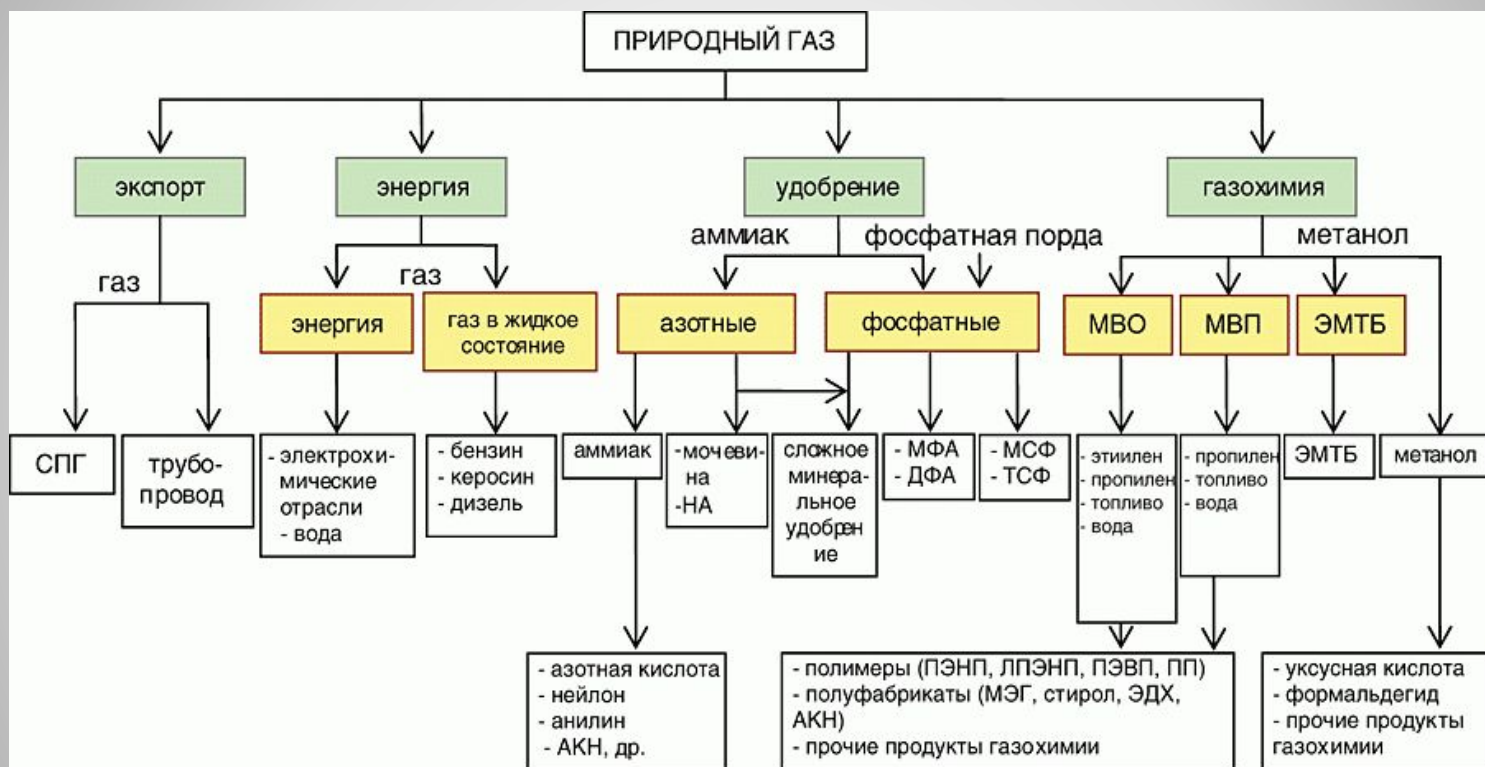 ПРИРОДНЫЙ ГАЗ
экспорт
энергия
удобрение
газохимия
аммиак
фосфатная порда
метанол
газ
газ
энергия
газ в жидкое
состояние
азотные
фосфатные
МВО
МВП
ЭМТБ
СПГ
трубо-
провод
- электрохи-
мические
отрасли
- вода
- бензин
- керосин
- дизель
аммиак
-мочеви-
на
-НА
сложное
минера-
льное
удобрен
ие
- МФА
- ДФА
- МСФ
- ТСФ
- этиилен
- пропилен
- топливо
- вода
- пропилен
- топливо
- вода
ЭМТБ
метанол
- азотная кислота
- нейлон
- анилин
- АКН, др.
- полимеры (ПЭНП, ЛПЭНП, ПЭВП, ПП)
- полуфабрикаты (МЭГ, стирол, ЭДХ,
АКН)
- прочие продукты газохимии
- уксусная кислота
- формальдегид
- прочие продукты
газохимии